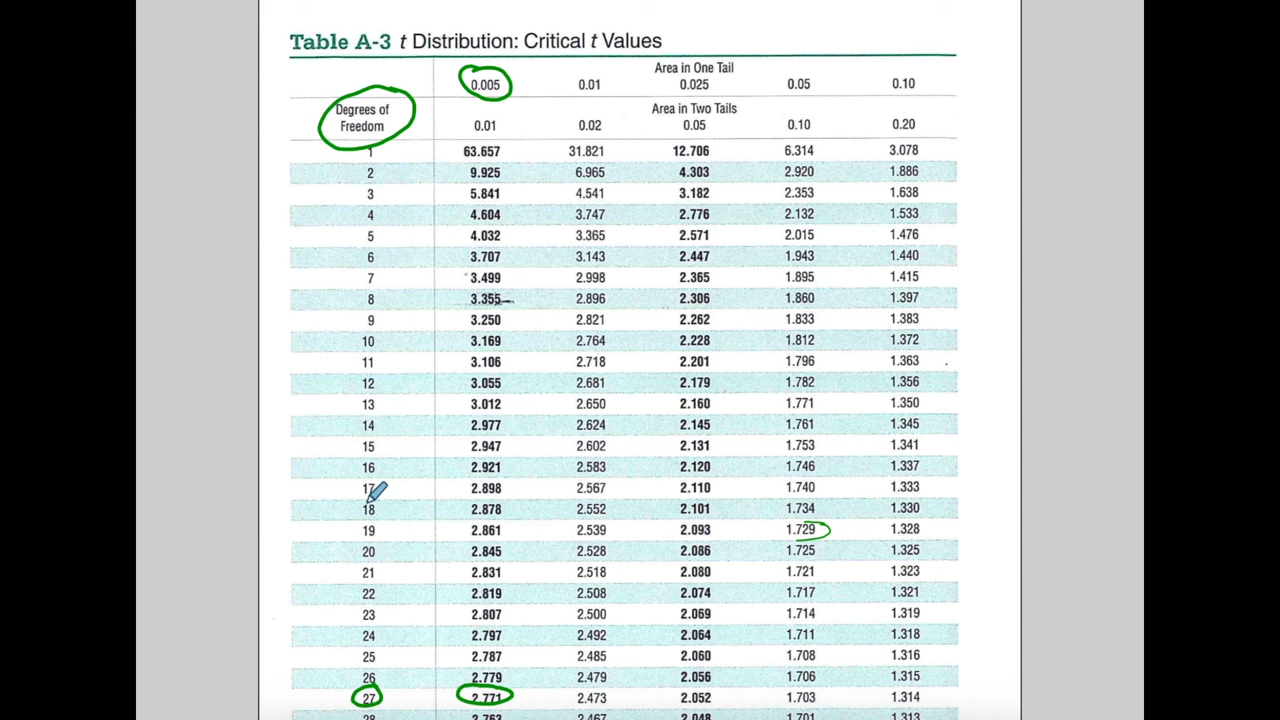 Table A-3 t Distribution: Critical t Values
Area in One Tail
0.005 0.01 0.025 0.05 0.10
Degrees of Freedom
Area in Two Tails
0.01 0.02 0.05 0.10 0.20
1 63.657 31.821 12.706 6.314 3.078
2 9.925 6.965 4.303 2.920 1.886
3 5.841 4.541 3.182 2.353 1.638
4 4.604 3.747 2.776 2.132 1.533
5 4.032 3.365 2.571 2.015 1.476
6 3.707 3.143 2.447 1.943 1.440
7 3.499 2.998 2.365 1.895 1.415
8 3.355 2.896 2.306 1.860 1.397
9 3.250 2.821 2.262 1.833 1.383
10 3.169 2.764 2.228 1.812 1.372
11 3.106 2.718 2.201 1.796 1.363
12 3.055 2.681 2.179 1.782 1.356
13 3.012 2.650 2.160 1.771 1.350
14 2.977 2.624 2.145 1.761 1.345
15 2.947 2.602 2.131 1.753 1.341
16 2.921 2.583 2.120 1.746 1.337
17 2.898 2.567 2.110 1.740 1.333
18 2.878 2.552 2.101 1.734 1.330
19 2.861 2.539 2.093 1.729 1.328
20 2.845 2.528 2.086 1.725 1.325
21 2.831 2.518 2.080 1.721 1.323
22 2.819 2.508 2.074 1.717 1.321
23 2.807 2.500 2.069 1.714 1.319
24 2.797 2.492 2.064 1.711 1.318
25 2.787 2.485 2.060 1.708 1.316
26 2.779 2.479 2.056 1.706 1.315
27 2.771 2.473 2.052 1.703 1.314
28 2.763 2.467 2.048 1.701 1.313